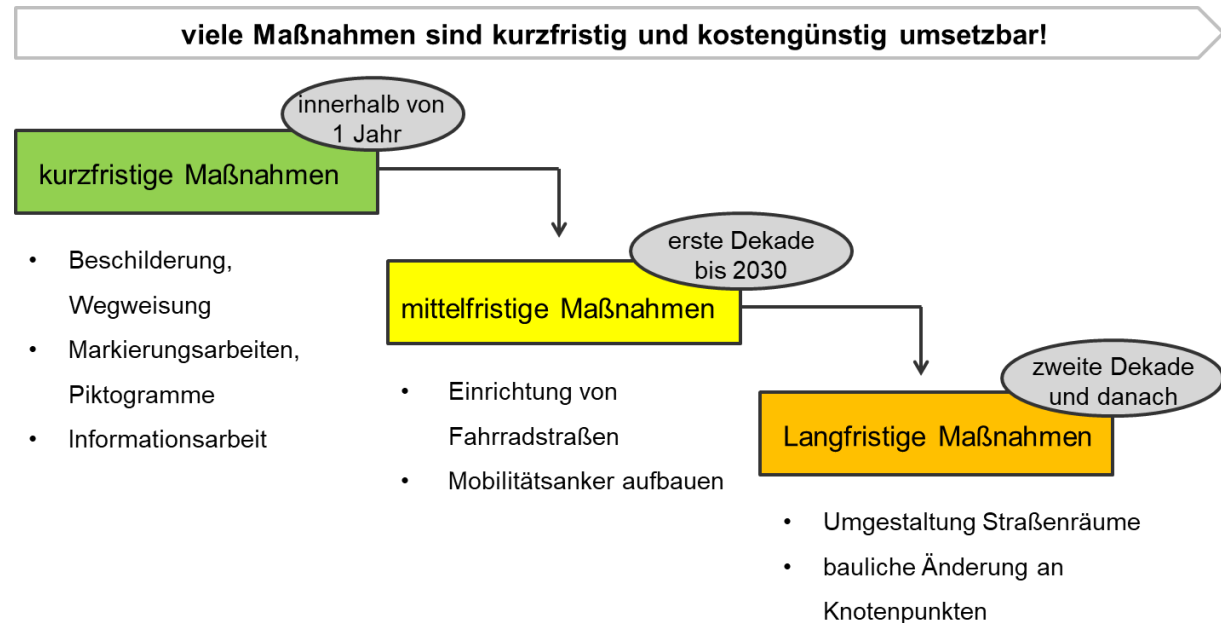 viele Maßnahmen sind kurzfristig und kostengünstig umsetzbar!
innerhalb von
1 Jahr
kurzfristige Maßnahmen
• Beschilderung,
Wegweisung
• Markierungsarbeiten,
Piktogramme
• Informationsarbeit
erste Dekade
bis 2030
mittelfristige Maßnahmen
• Einrichtung von
Fahrradstraßen
• Mobilitätsanker aufbauen
zweite Dekade
und danach
Langfristige Maßnahmen
• Umgestaltung Straßenräume
• bauliche Änderung an
Knotenpunkten